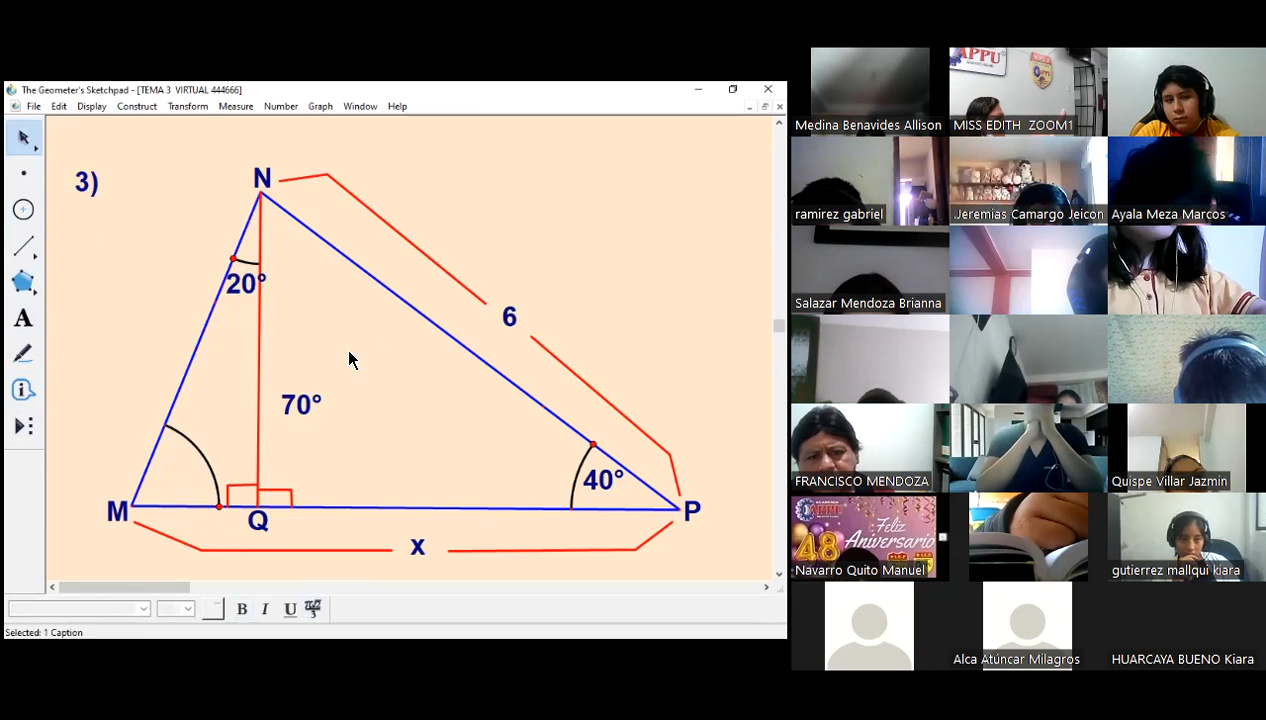 The Geometer's Sketchpad - [TEMA 3 VIRTUAL 444666]
File Edit Display Construct Transform Measure Number Graph Window Help
3)
N
20°
6
70°
40°
M
Q
P
x
A
B I U
Selected: 1 Caption
Medina Benavides Allison
APPU
MISS EDITH ZOOM1
ramirez gabriel
Jeremias Camargo Jeicon
Ayala Meza Marcos
Salazar Mendoza Brianna
FRANCISCO MENDOZA
Quispe Villar Jazmin
APPU
Feliz
48 Aniversario
Navarro Quito Manuel
gutierrez mallqui kiara
Alca Atúncar Milagros
HUARCAYA BUENO Kiara